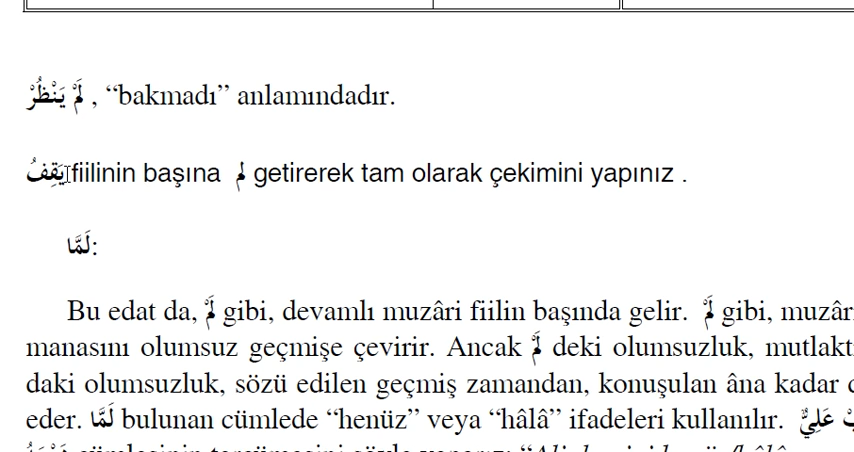 لَمْ يَنْظُرْ , “bakmadı” anlamındadır.
يَقِفُ fiilinin başına لم getirerek tam olarak çekimini yapınız .
لَمَّا:
Bu edat da, لَمْ gibi, devamlı muzâri fiilin başında gelir. لَمْ gibi, muzâr
manasını olumsuz geçmişe çevirir. Ancak لَمْ deki olumsuzluk, mutlakt
daki olumsuzluk, sözü edilen geçmiş zamandan, konuşulan âna kadar
eder. لَمَّا bulunan cümlede “henüz” veya “hâlâ” ifadeleri kullanılır. عَلِيٌّ